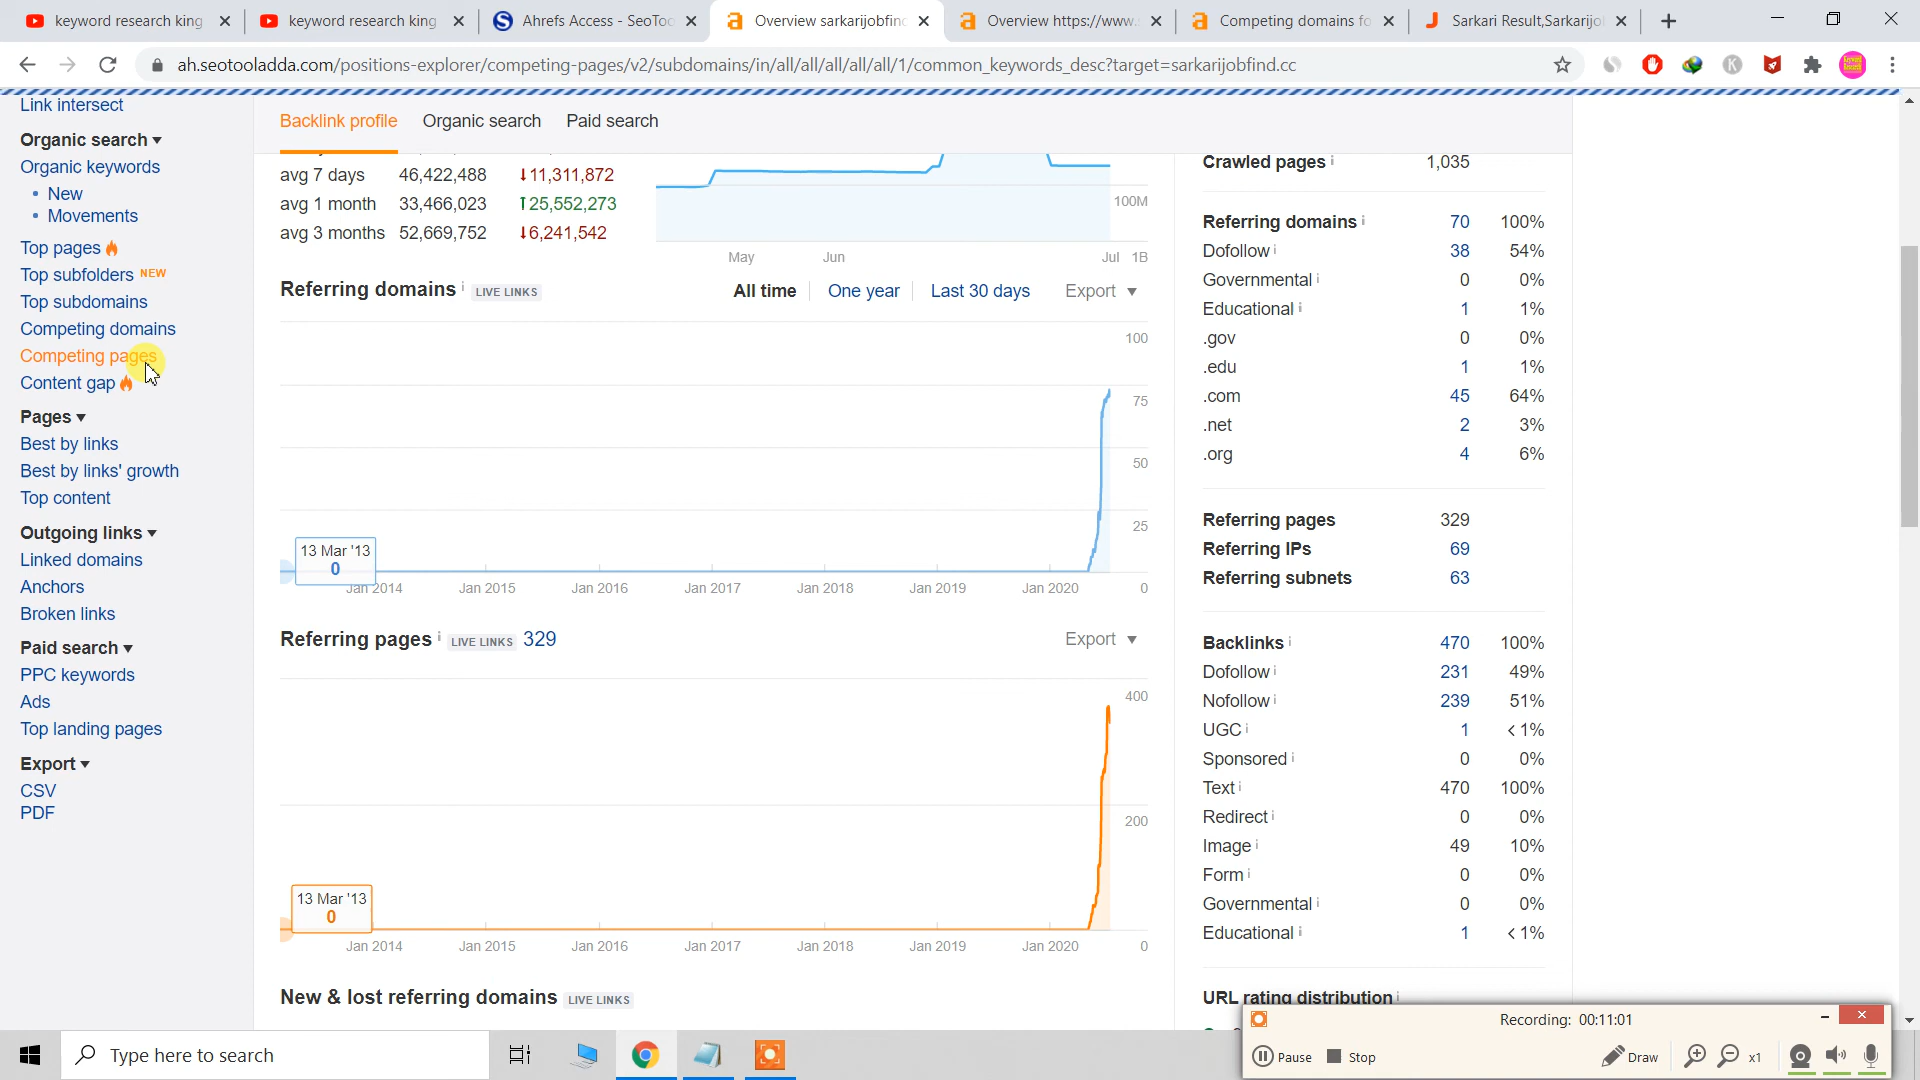 keyword research king
keyword research king
Ahrefs Access - SeoToo
Overview sarkarijobfind
Overview https://www.
Competing domains fo
Sarkari Result,Sarkarijo
ah.seotooladda.com/positions-explorer/competing-pages/v2/subdomains/in/all/all/all/all/all/1/common_keywords_desc?target=sarkarijobfind.cc
Link intersect
Organic search
Organic keywords
New
Movements
Top pages
Top subfolders NEW
Top subdomains
Competing domains
Competing pages
Content gap
Pages
Best by links
Best by links' growth
Top content
Outgoing links
Linked domains
Anchors
Broken links
Paid search
PPC keywords
Ads
Top landing pages
Export
CSV
PDF
Backlink profile Organic search Paid search
avg 7 days 46,422,488 ↓11,311,872
avg 1 month 33,466,023 ↑25,552,273
avg 3 months 52,669,752 ↓6,241,542
100M
May Jun Jul 1B
Referring domains i LIVE LINKS All time One year Last 30 days Export
100
75
50
25
13 Mar '13
0
Jan 2014 Jan 2015 Jan 2016 Jan 2017 Jan 2018 Jan 2019 Jan 2020 0
Referring pages i LIVE LINKS 329 Export
400
200
13 Mar '13
0
Jan 2014 Jan 2015 Jan 2016 Jan 2017 Jan 2018 Jan 2019 Jan 2020 0
New & lost referring domains LIVE LINKS
Crawled pages i 1,035
Referring domains i 70 100%
Dofollow i 38 54%
Governmental i 0 0%
Educational i 1 1%
.gov 0 0%
.edu 1 1%
.com 45 64%
.net 2 3%
.org 4 6%
Referring pages 329
Referring IPs 69
Referring subnets 63
Backlinks i 470 100%
Dofollow i 231 49%
Nofollow i 239 51%
UGC i 1 <1%
Sponsored i 0 0%
Text i 470 100%
Redirect i 0 0%
Image i 49 10%
Form i 0 0%
Governmental i 0 0%
Educational i 1 <1%
URL rating distribution i
Recording: 00:11:01
Pause Stop Draw x1
Type here to search